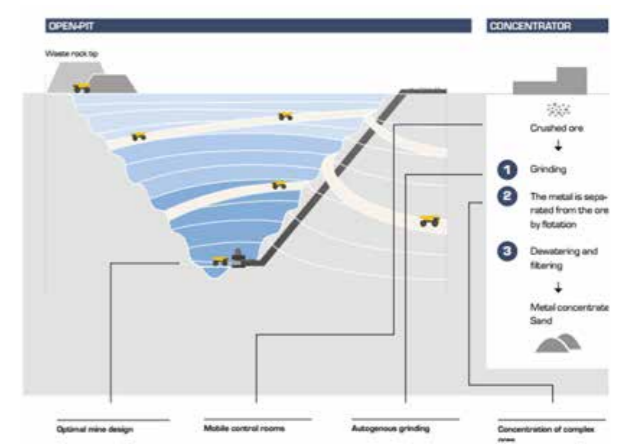 OPEN-PIT
CONCENTRATOR
Waste rock tip
Crushed ore
1 Grinding
2 The metal is sepa-
rated from the ore
by flotation
3 Dewatering and
filtering
Metal concentrate
Sand
Optimal mine design
Mobile control rooms
Autogenous grinding
Concentration of complex